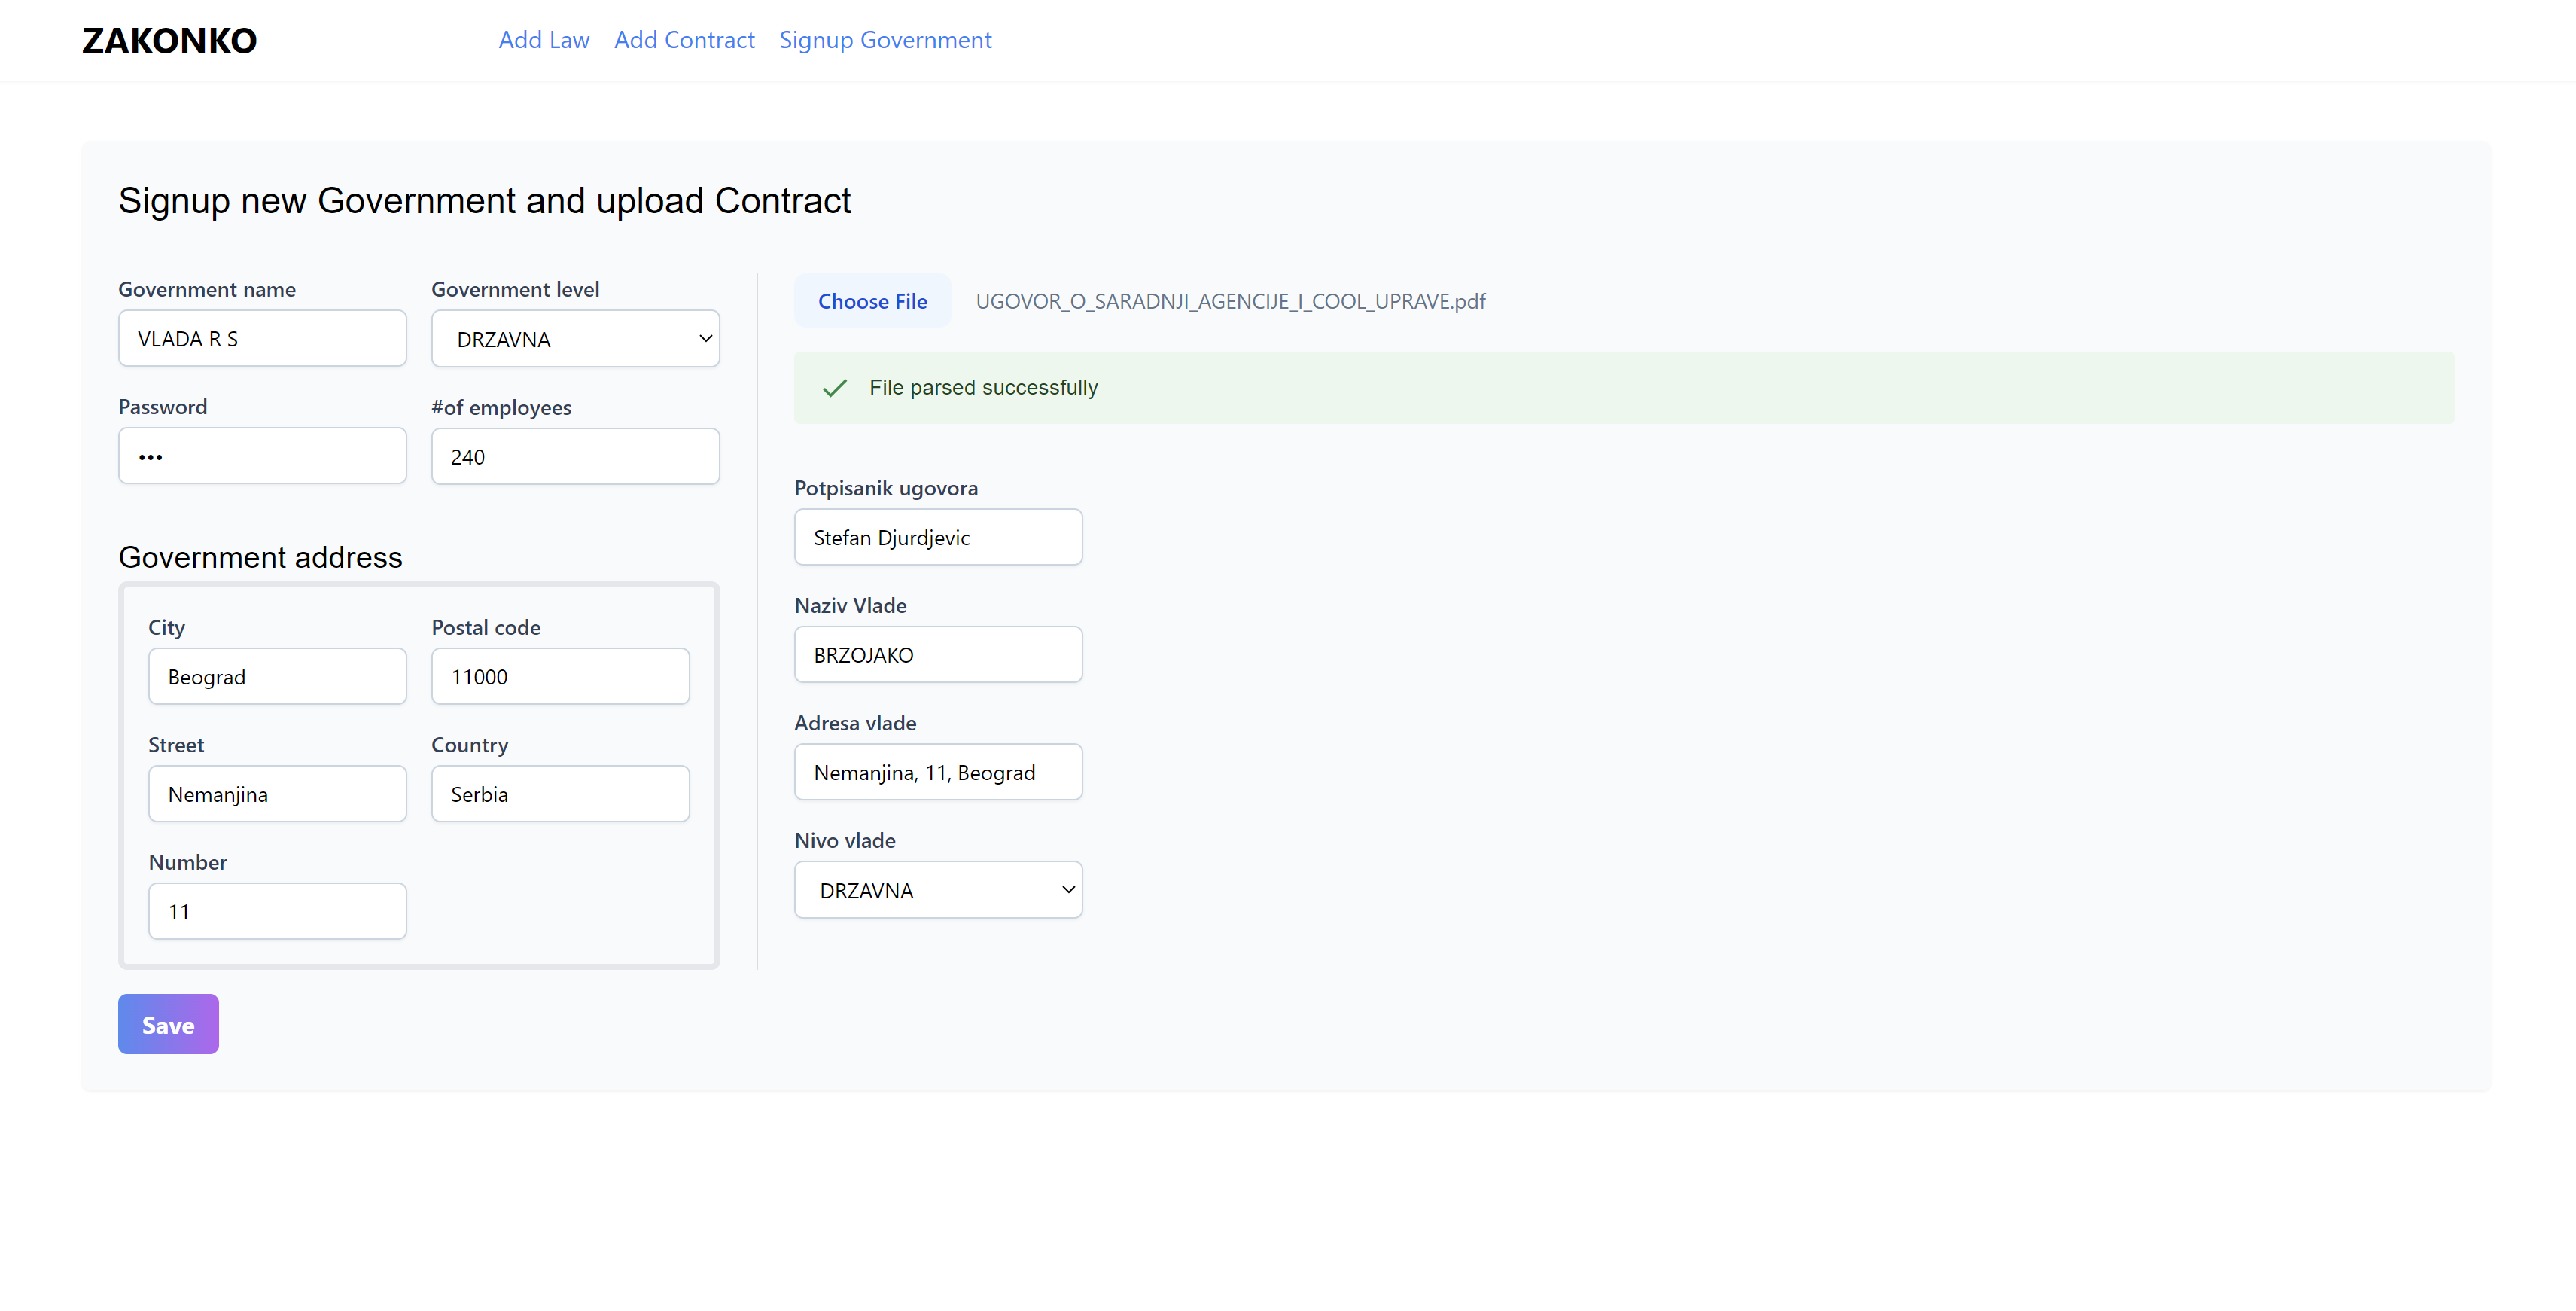 ZAKONKO
Add Law Add Contract Signup Government
Signup new Government and upload Contract
Government name Government level
VLADA R S DRZAVNA
Password #of employees
••• 240
Government address
City Postal code
Beograd 11000
Street Country
Nemanjina Serbia
Number
11
Save
Choose File UGOVOR_O_SARADNJI_AGENCIJE_I_COOL_UPRAVE.pdf
File parsed successfully
Potpisanik ugovora
Stefan Djurdjevic
Naziv Vlade
BRZOJAKO
Adresa vlade
Nemanjina, 11, Beograd
Nivo vlade
DRZAVNA